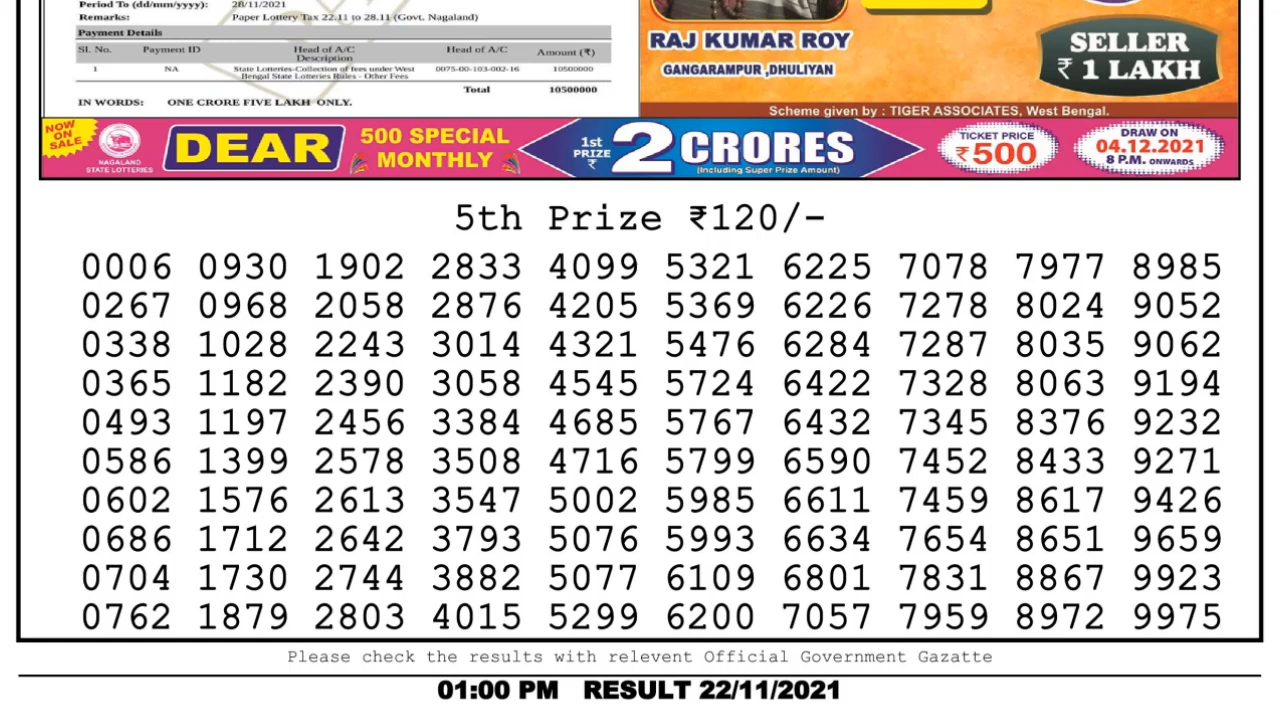 Period To (dd/mm/yyyy): 28/11/2021
Remarks: Paper Lottery Tax 22.11 to 28.11 (Govt. Nagaland)
Payment Details
Sl. No. Payment ID Head of A/C Description Head of A/C Amount (₹)
1 NA State Lotteries-Collection of fees under West Bengal State Lotteries Rules - Other Fees 0075-00-103-002-16 10500000
Total 10500000
IN WORDS: ONE CRORE FIVE LAKH ONLY.
RAJ KUMAR ROY
GANGARAMPUR ,DHULIYAN
SELLER
₹ 1 LAKH
Scheme given by : TIGER ASSOCIATES, West Bengal.
NOW ON SALE
NAGALAND STATE LOTTERIES
DEAR
500 SPECIAL
MONTHLY
1st PRIZE ₹
2 CRORES
(Including Super Prize Amount)
TICKET PRICE
₹500
DRAW ON
04.12.2021
8 P.M. ONWARDS
5th Prize ₹120/-
0006 0930 1902 2833 4099 5321 6225 7078 7977 8985
0267 0968 2058 2876 4205 5369 6226 7278 8024 9052
0338 1028 2243 3014 4321 5476 6284 7287 8035 9062
0365 1182 2390 3058 4545 5724 6422 7328 8063 9194
0493 1197 2456 3384 4685 5767 6432 7345 8376 9232
0586 1399 2578 3508 4716 5799 6590 7452 8433 9271
0602 1576 2613 3547 5002 5985 6611 7459 8617 9426
0686 1712 2642 3793 5076 5993 6634 7654 8651 9659
0704 1730 2744 3882 5077 6109 6801 7831 8867 9923
0762 1879 2803 4015 5299 6200 7057 7959 8972 9975
Please check the results with relevent Official Government Gazatte
01:00 PM RESULT 22/11/2021